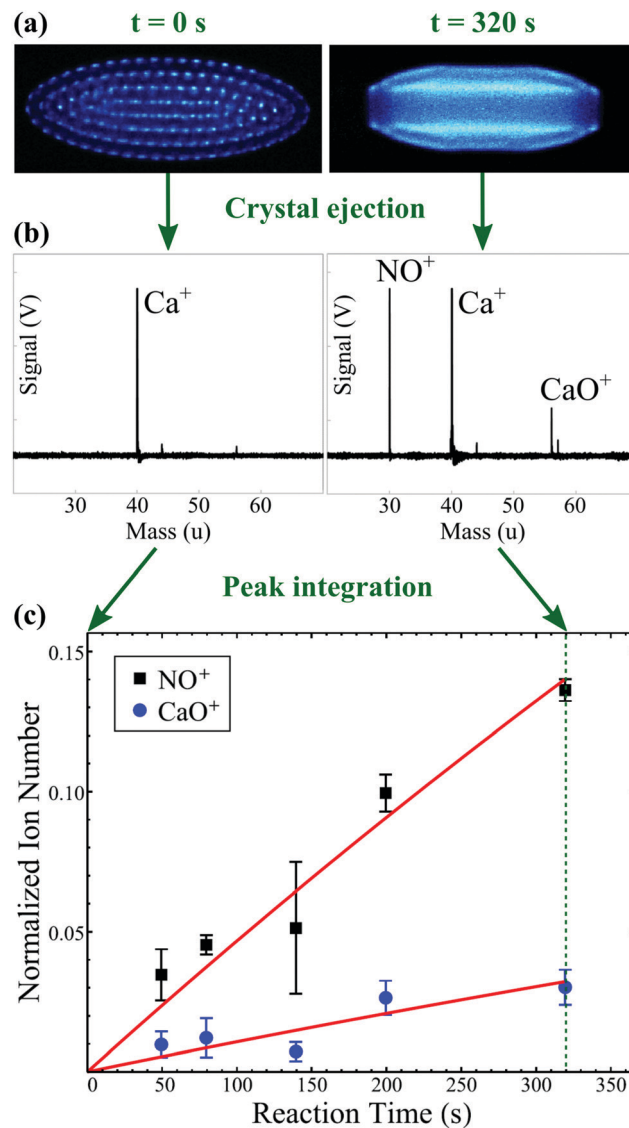 (a) t = 0 s t = 320 s
Crystal ejection
(b)
Signal (V) Ca⁺ Signal (V) NO⁺ Ca⁺ CaO⁺
30 40 50 60 30 40 50 60
Mass (u) Mass (u)
Peak integration
(c)
Normalized Ion Number
0.15
NO⁺
CaO⁺
0.10
0.05
0 50 100 150 200 250 300 350
Reaction Time (s)